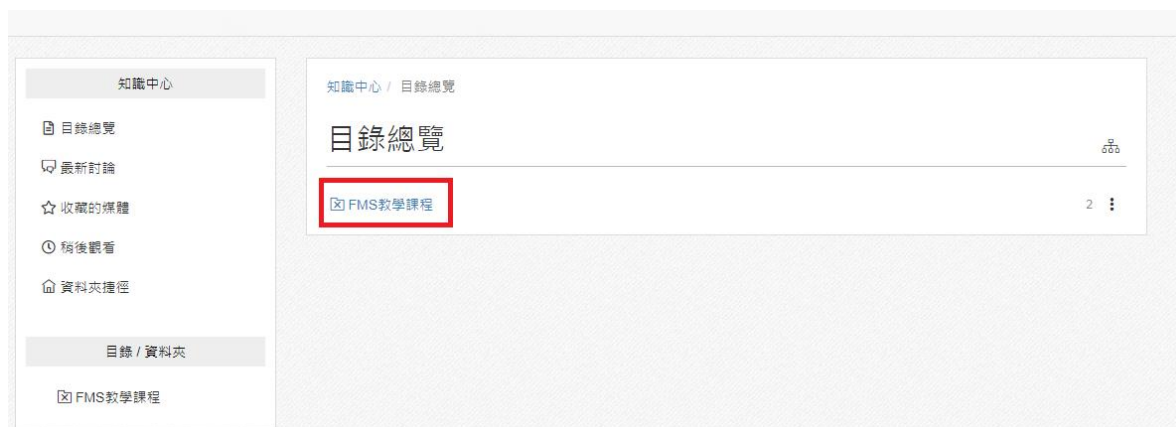 知識中心
目錄總覽
最新討論
收藏的媒體
稍後觀看
資料夾捷徑
目錄 / 資料夾
FMS教學課程
知識中心 / 目錄總覽
目錄總覽
FMS教學課程
2